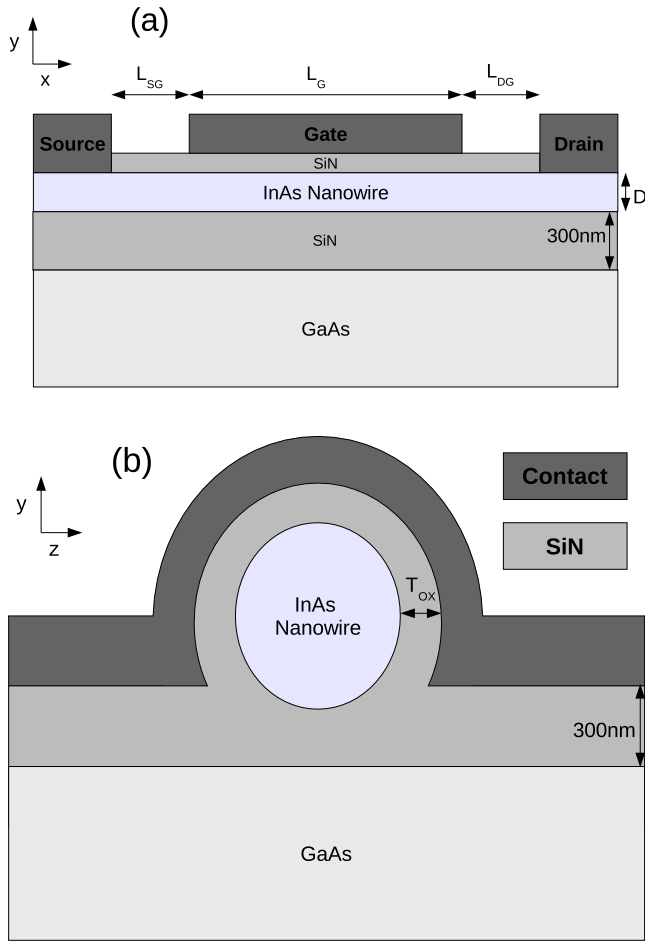 (a)
y
x
L_SG
L_G
L_DG
Source
Gate
Drain
SiN
InAs Nanowire
D
SiN
300nm
GaAs
(b)
y
z
Contact
SiN
InAs
Nanowire
T_OX
300nm
GaAs